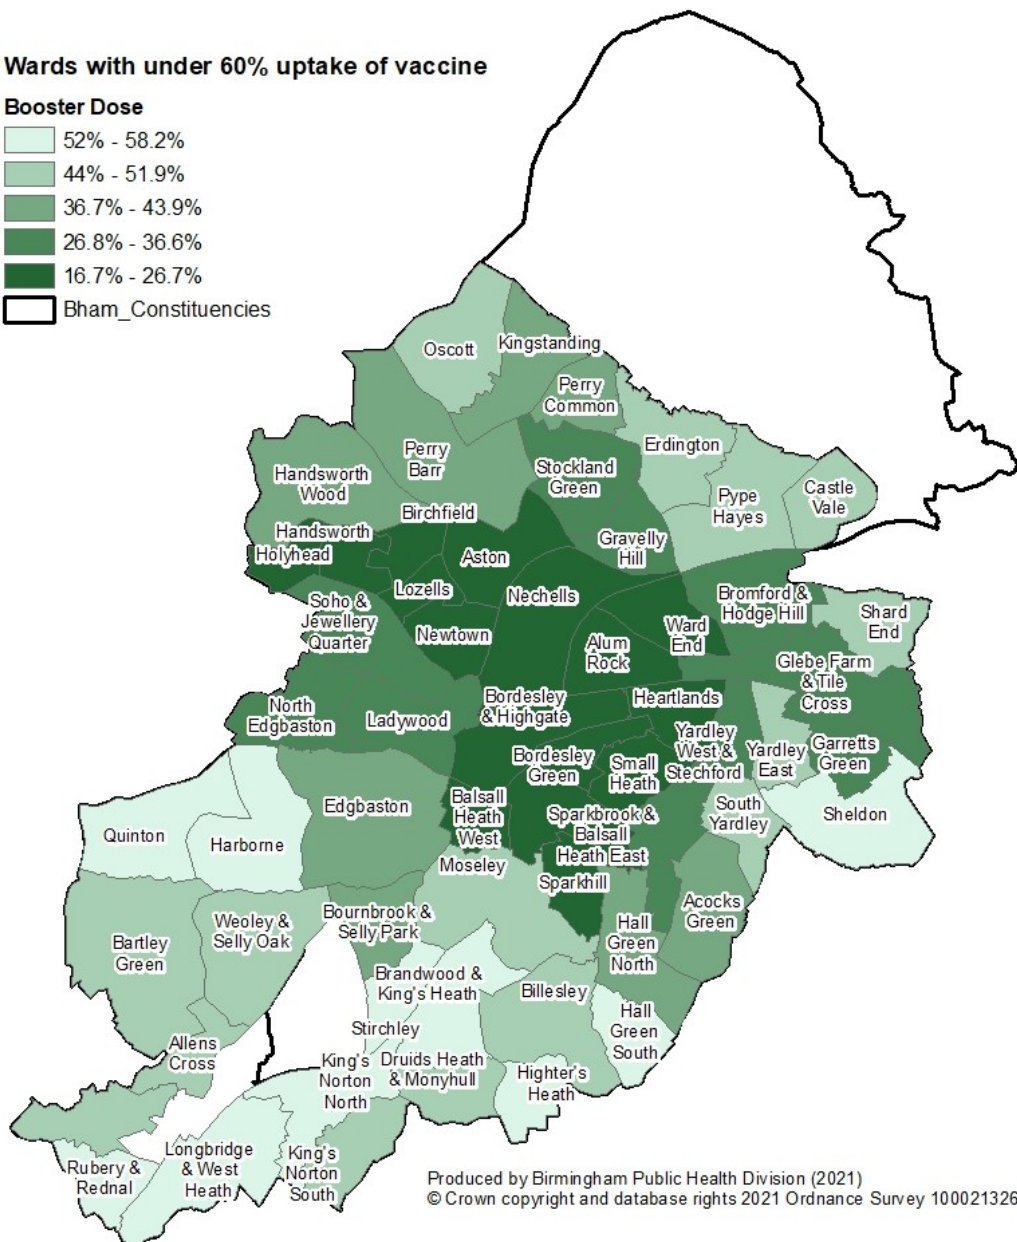 Wards with under 60% uptake of vaccine
Booster Dose
52% - 58.2%
44% - 51.9%
36.7% - 43.9%
26.8% - 36.6%
16.7% - 26.7%
Bham_Constituencies
Oscott
Kingstanding
Perry
Common
Erdington
Perry
Barr
Stockland
Green
Handsworth
Wood
Pype
Hayes
Castle
Vale
Birchfield
Handsworth
Holyhead
Aston
Gravelly
Hill
Lozells
Nechells
Bromford &
Hodge Hill
Shard
End
Soho &
Jewellery
Quarter
Newtown
Ward
End
Alum
Rock
Glebe Farm
& Tile
Cross
North
Edgbaston
Ladywood
Bordesley
& Highgate
Heartlands
Yardley
West &
Stechford
Yardley
East
Garretts
Green
Bordesley
Green
Small
Heath
Edgbaston
Balsall
Heath
West
Sparkbrook &
Balsall
Heath East
South
Yardley
Sheldon
Quinton
Harborne
Moseley
Sparkhill
Acocks
Green
Bournbrook &
Selly Park
Weoley &
Selly Oak
Bartley
Green
Hall
Green
North
Brandwood &
King's Heath
Billesley
Stirchley
Hall
Green
South
Allens
Cross
King's
Norton
North
Druids Heath
& Monyhull
Highter's
Heath
Rubery &
Rednal
Longbridge
& West
Heath
King's
Norton
South
Produced by Birmingham Public Health Division (2021)
© Crown copyright and database rights 2021 Ordnance Survey 100021326